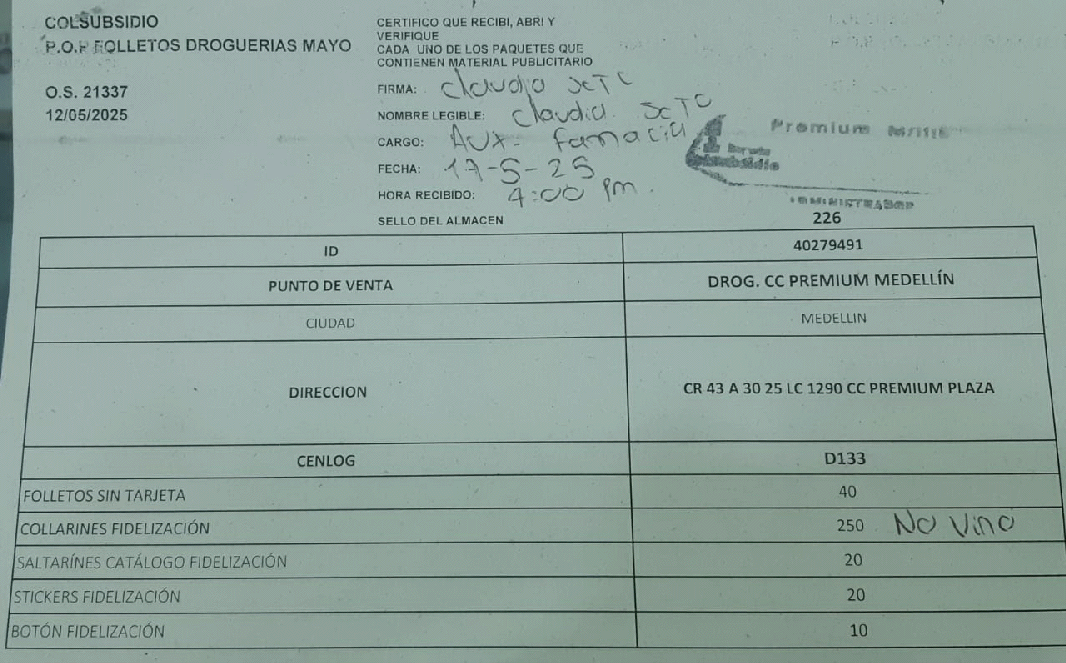 COLSUBSIDIO
P.O.P FOLLETOS DROGUERIAS MAYO
O.S. 21337
12/05/2025
CERTIFICO QUE RECIBI, ABRI Y
VERIFIQUE
CADA UNO DE LOS PAQUETES QUE
CONTIENEN MATERIAL PUBLICITARIO
FIRMA: Claudia SoTo
NOMBRE LEGIBLE: Claudia SoTo
CARGO: AUX. famacia
FECHA: 17-5-25
HORA RECIBIDO: 4:00 pm.
SELLO DEL ALMACEN
Premium
ADMINISTRADOR
226
ID 40279491
PUNTO DE VENTA DROG. CC PREMIUM MEDELLÍN
CIUDAD MEDELLIN
DIRECCION CR 43 A 30 25 LC 1290 CC PREMIUM PLAZA
CENLOG D133
FOLLETOS SIN TARJETA 40
COLLARINES FIDELIZACIÓN 250 No Vino
SALTARÍNES CATÁLOGO FIDELIZACIÓN 20
STICKERS FIDELIZACIÓN 20
BOTÓN FIDELIZACIÓN 10